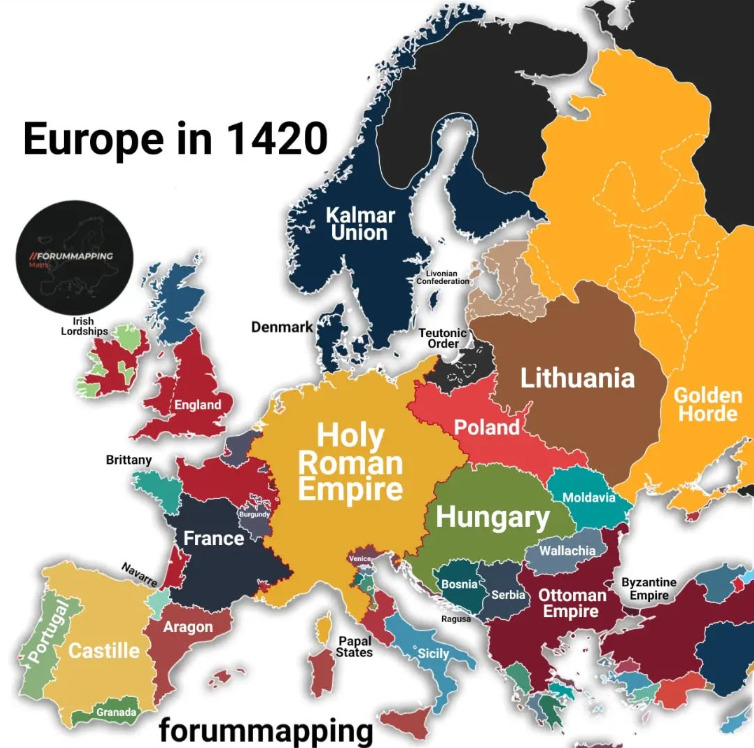 Europe in 1420
Kalmar
Union
//FORUMMAPPING
Maps
Irish
Lordships
Livonian
Confederation
Denmark
Teutonic
Order
Lithuania
England
Golden
Horde
Poland
Holy
Roman
Empire
Brittany
Moldavia
Burgundy
Hungary
France
Venice
Wallachia
Navarre
Bosnia
Serbia
Ottoman
Empire
Byzantine
Empire
Ragusa
Portugal
Aragon
Papal
States
Castille
Sicily
Granada
forummapping